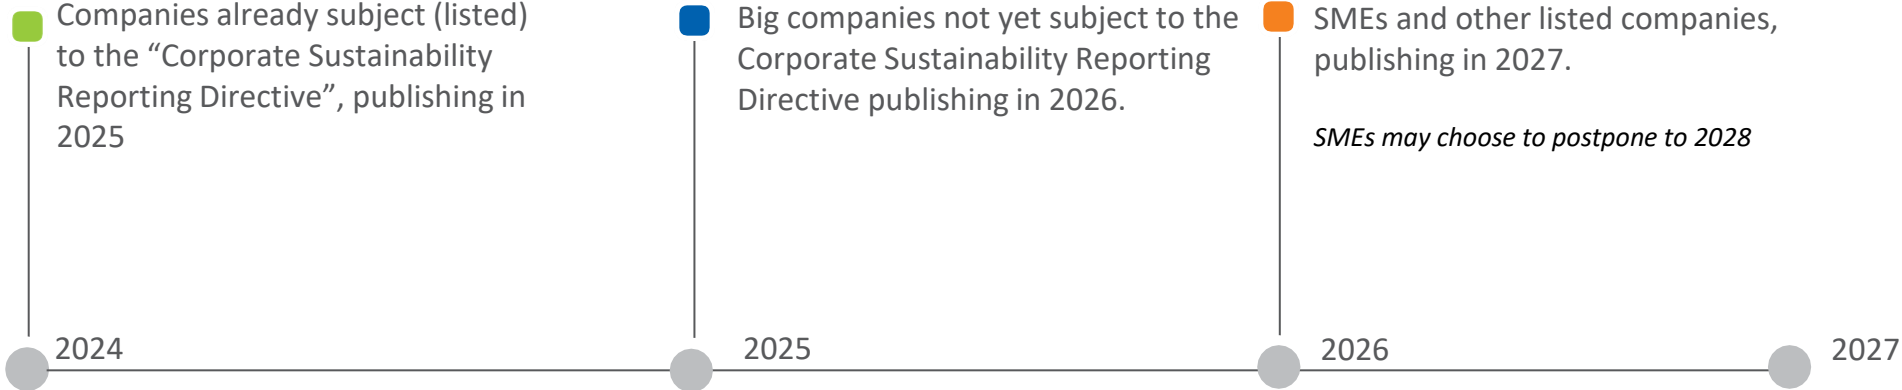 Companies already subject (listed)
to the “Corporate Sustainability
Reporting Directive”, publishing in
2025
Big companies not yet subject to the
Corporate Sustainability Reporting
Directive publishing in 2026.
SMEs and other listed companies,
publishing in 2027.
SMEs may choose to postpone to 2028
2024
2025
2026
2027